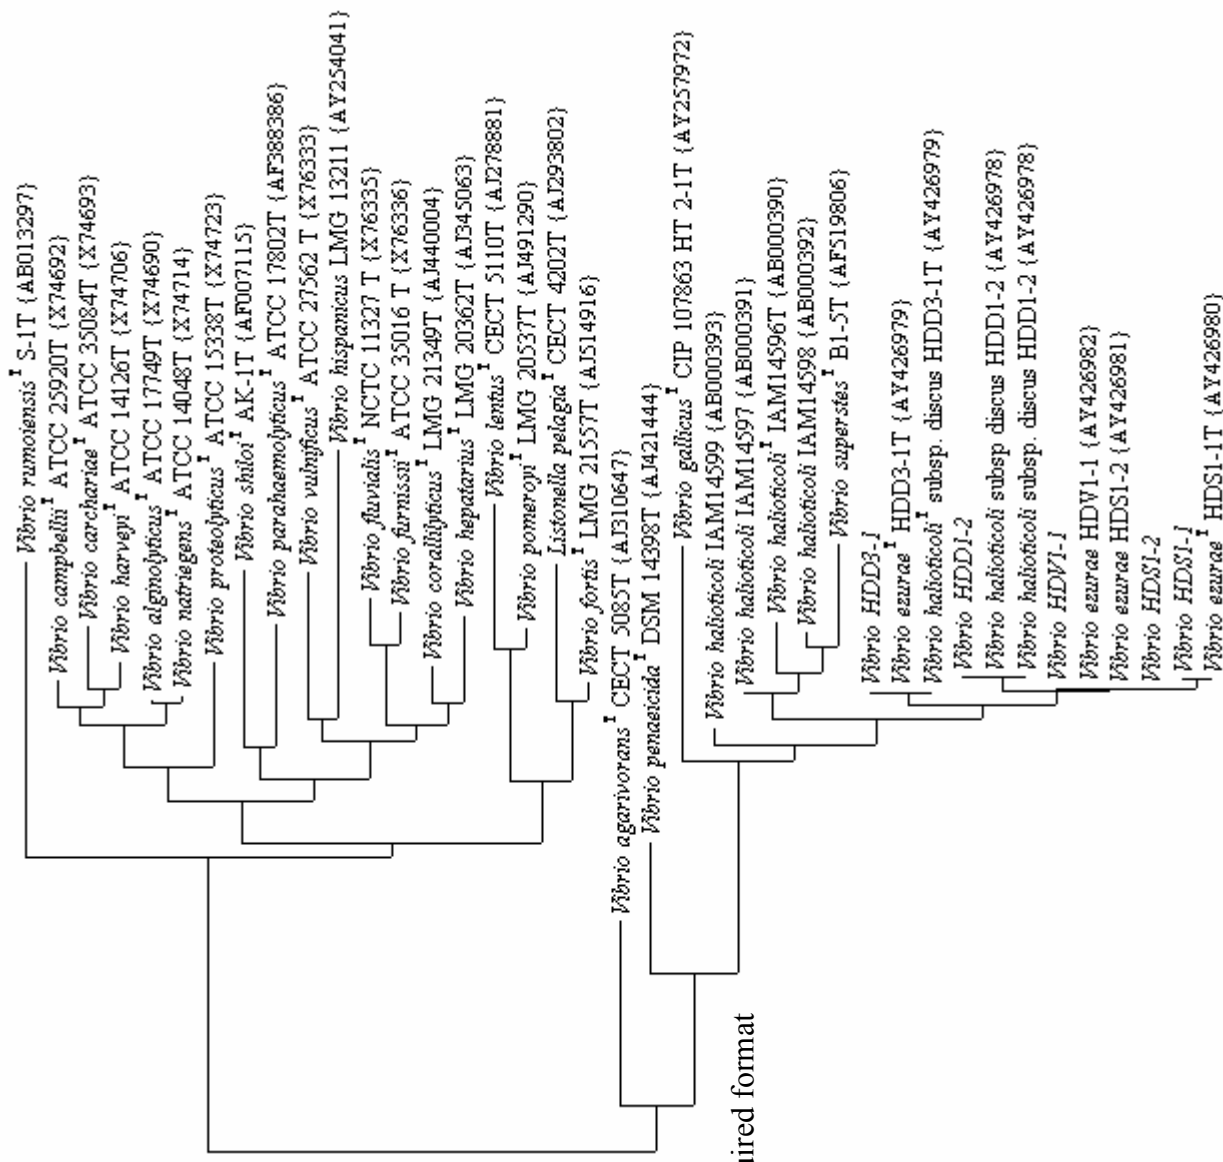 Vibrio rumoiensis T S-1T {AB013297}
Vibrio campbellii T ATCC 25920T {X74692}
Vibrio carchariae T ATCC 35084T {X74693}
Vibrio harveyi T ATCC 14126T {X74706}
Vibrio alginolyticus T ATCC 17749T {X74690}
Vibrio natriegens T ATCC 14048T {X74714}
Vibrio proteolyticus T ATCC 15338T {X74723}
Vibrio shiloi T AK-1T {AF007115}
Vibrio parahaemolyticus T ATCC 17802T {AF388386}
Vibrio vulnificus T ATCC 27562 T {X76333}
Vibrio hispanicus LMG 13211 {AY254041}
Vibrio fluvialis T NCTC 11327 T {X76335}
Vibrio furnissii T ATCC 35016 T {X76336}
Vibrio corallilyticus T LMG 21349T {AJ440004}
Vibrio hepatarius T LMG 20362T {AJ345063}
Vibrio lentus T CECT 5110T {AJ278881}
Vibrio pomeroyi T LMG 20537T {AJ491290}
Listonella pelagia T CECT 4202T {AJ293802}
Vibrio fortis T LMG 21557T {AJ514916}
Vibrio agarivorans T CECT 5085T {AJ310647}
Vibrio penaeicida T DSM 14398T {AJ421444}
Vibrio gallicus T CIP 107863 HT 2-1T {AY257972}
Vibrio halioticoli IAM14599 {AB000393}
Vibrio halioticoli IAM14597 {AB000391}
Vibrio halioticoli T IAM14596T {AB000390}
Vibrio halioticoli IAM14598 {AB000392}
Vibrio superstes T B1-5T {AF519806}
Vibrio HDD3-1
Vibrio ezurae T HDD3-1T {AY426979}
Vibrio halioticoli T subsp. discus HDD3-1T {AY426979}
Vibrio HDD1-2
Vibrio halioticoli subsp discus HDD1-2 {AY426978}
Vibrio halioticoli subsp. discus HDD1-2 {AY426978}
Vibrio HDV1-1
Vibrio ezurae HDV1-1 {AY426982}
Vibrio ezurae HDS1-2 {AY426981}
Vibrio HDS1-2
Vibrio HDS1-1
Vibrio ezurae T HDS1-1T {AY426980}
uired format